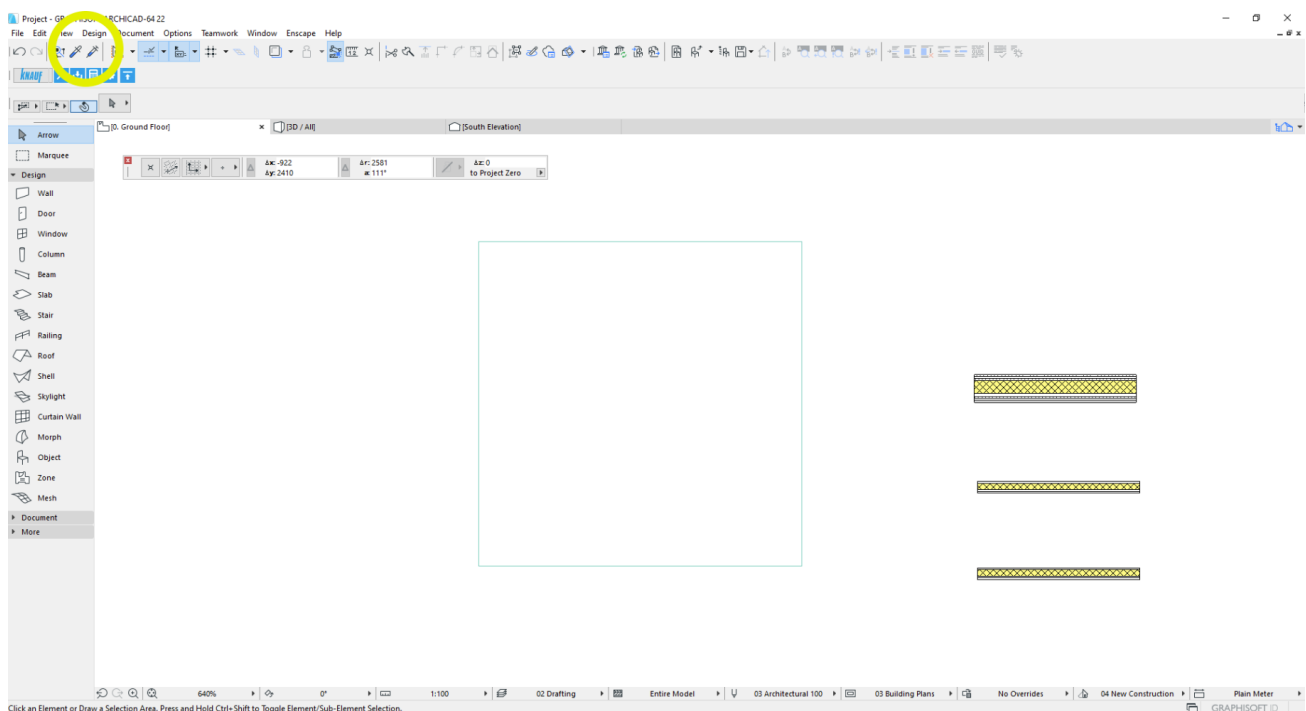 Project - GRAPHISOFT ARCHICAD-64 22
File Edit View Design Document Options Teamwork Window Enscape Help
KNAUF
[0. Ground Floor]
[3D / All]
[South Elevation]
Arrow
Marquee
Design
Wall
Door
Window
Column
Beam
Slab
Stair
Railing
Roof
Shell
Skylight
Curtain Wall
Morph
Object
Zone
Mesh
Document
More
Δx: -922
Δy: 2410
Δr: 2581
a: 111°
Δz: 0
to Project Zero
640%
0°
1:100
02 Drafting
Entire Model
03 Architectural 100
03 Building Plans
No Overrides
04 New Construction
Plain Meter
Click an Element or Draw a Selection Area. Press and Hold Ctrl+Shift to Toggle Element/Sub-Element Selection.
GRAPHISOFT ID